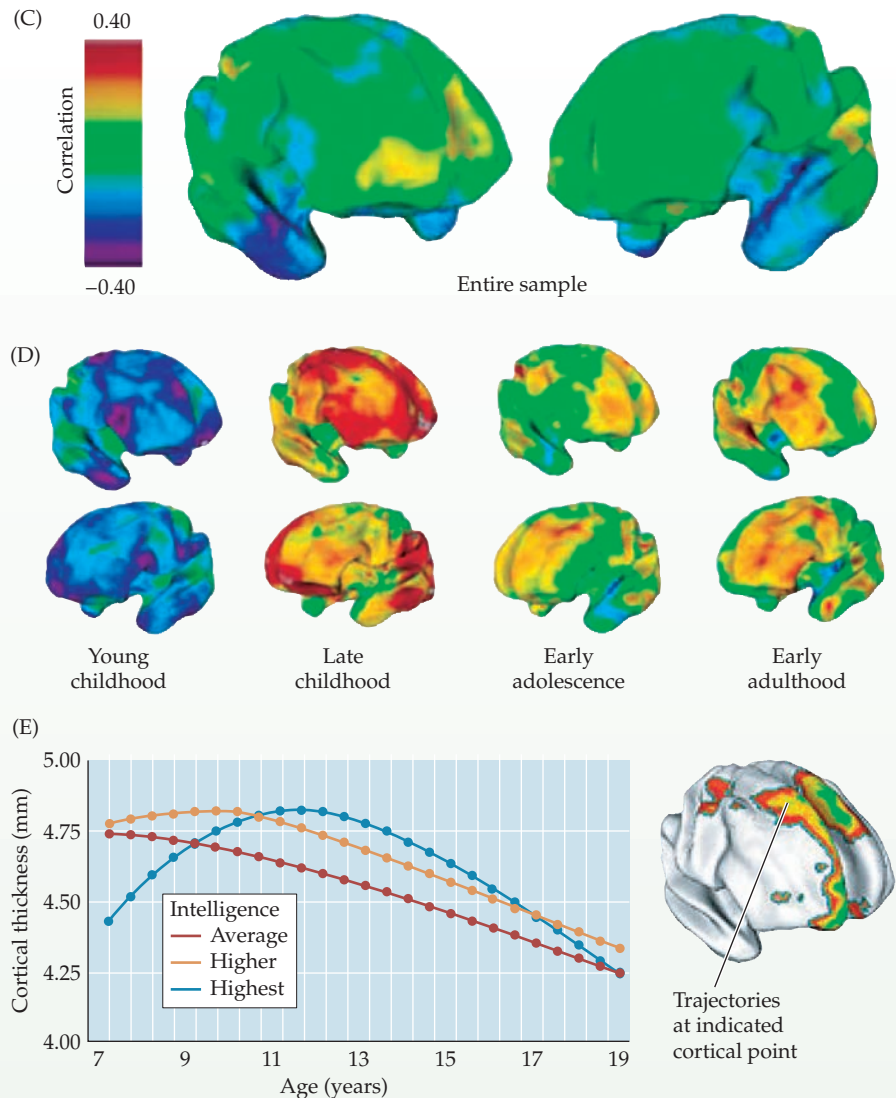 (C)
0.40
Correlation
−0.40
Entire sample
(D)
Young
childhood
Late
childhood
Early
adolescence
Early
adulthood
(E)
5.00
4.75
4.50
4.25
4.00
Cortical thickness (mm)
Intelligence
Average
Higher
Highest
7 9 11 13 15 17 19
Age (years)
Trajectories
at indicated
cortical point